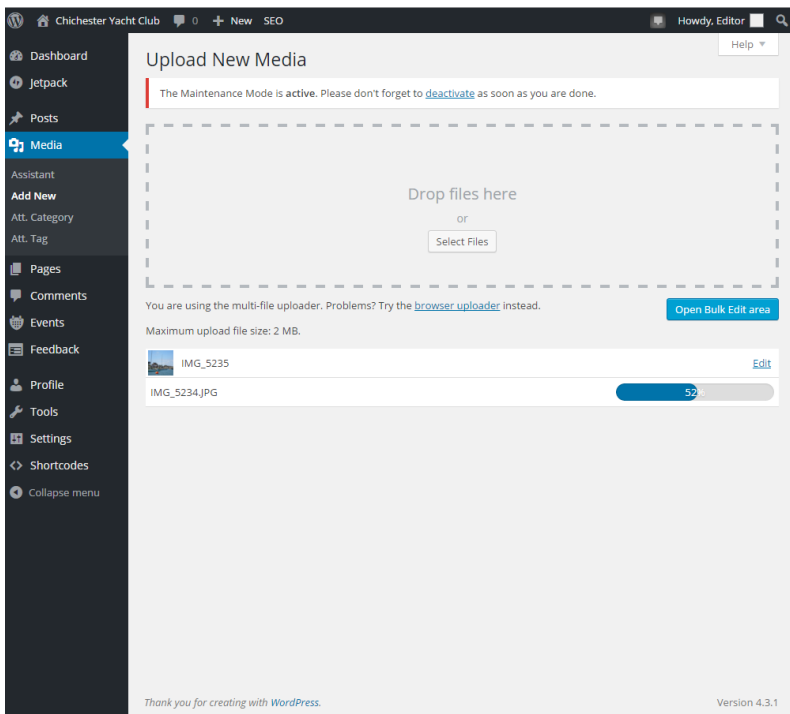 Chichester Yacht Club 0 + New SEO Howdy, Editor
Help
Dashboard
Jetpack
Posts
Media
Assistant
Add New
Att. Category
Att. Tag
Pages
Comments
Events
Feedback
Profile
Tools
Settings
Shortcodes
Collapse menu
Upload New Media
The Maintenance Mode is active. Please don't forget to deactivate as soon as you are done.
Drop files here
or
Select Files
You are using the multi-file uploader. Problems? Try the browser uploader instead.
Open Bulk Edit area
Maximum upload file size: 2 MB.
IMG_5235 Edit
IMG_5234.JPG 52%
Thank you for creating with WordPress. Version 4.3.1